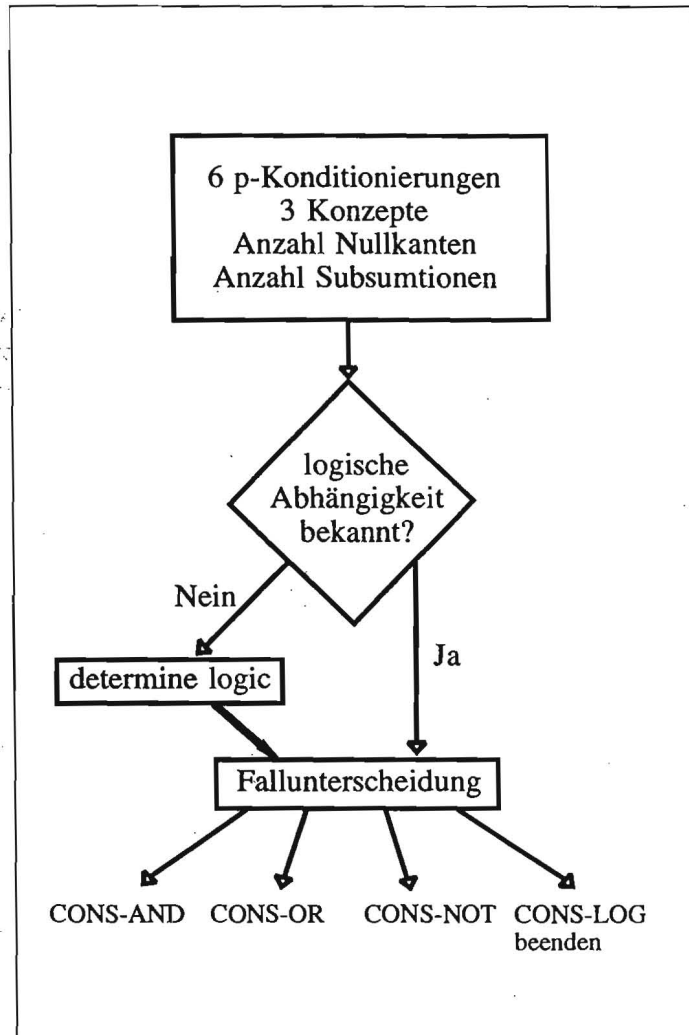 6 p-Konditionierungen
3 Konzepte
Anzahl Nullkanten
Anzahl Subsumtionen
logische
Abhängigkeit
bekannt?
Nein
Ja
determine logic
Fallunterscheidung
CONS-AND
CONS-OR
CONS-NOT
CONS-LOG
beenden